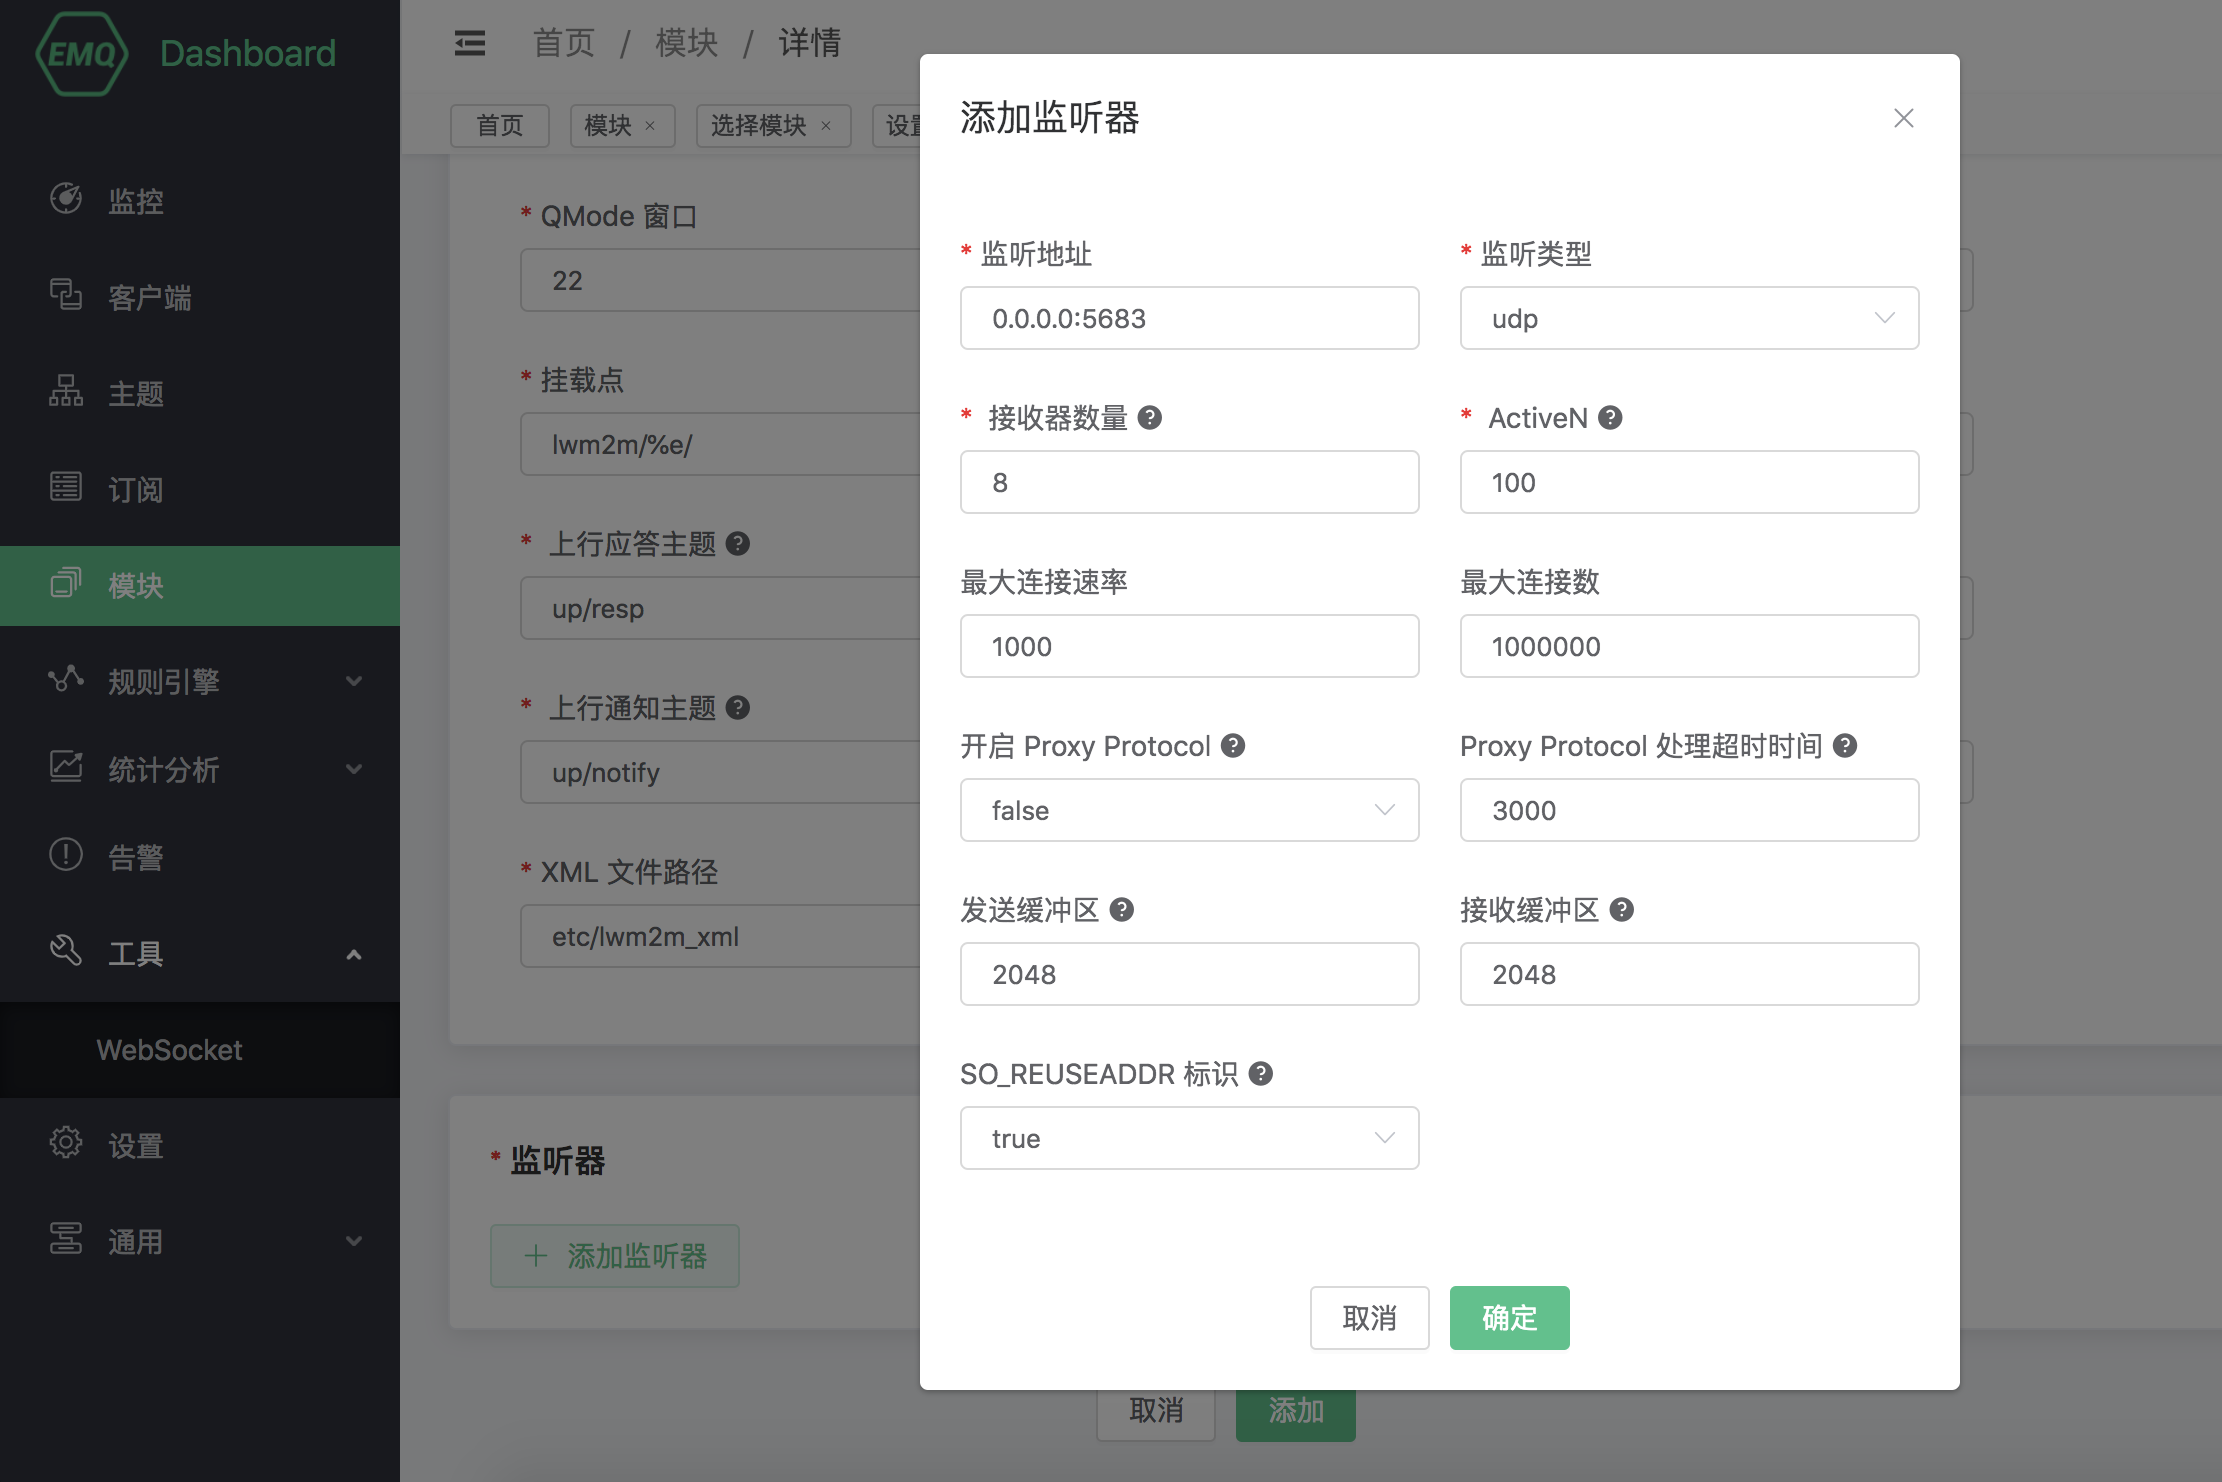 EMQ Dashboard
监控
客户端
主题
订阅
模块
规则引擎
统计分析
告警
工具
WebSocket
设置
通用
首页 / 模块 / 详情
首页
模块 ×
选择模块 ×
设置
* QMode 窗口
22
* 挂载点
lwm2m/%e/
* 上行应答主题 ?
up/resp
* 上行通知主题 ?
up/notify
* XML 文件路径
etc/lwm2m_xml
* 监听器
+ 添加监听器
取消
添加
添加监听器
* 监听地址
0.0.0.0:5683
* 监听类型
udp
* 接收器数量 ?
8
* ActiveN ?
100
最大连接速率
1000
最大连接数
1000000
开启 Proxy Protocol ?
false
Proxy Protocol 处理超时时间 ?
3000
发送缓冲区 ?
2048
接收缓冲区 ?
2048
SO_REUSEADDR 标识 ?
true
取消
确定